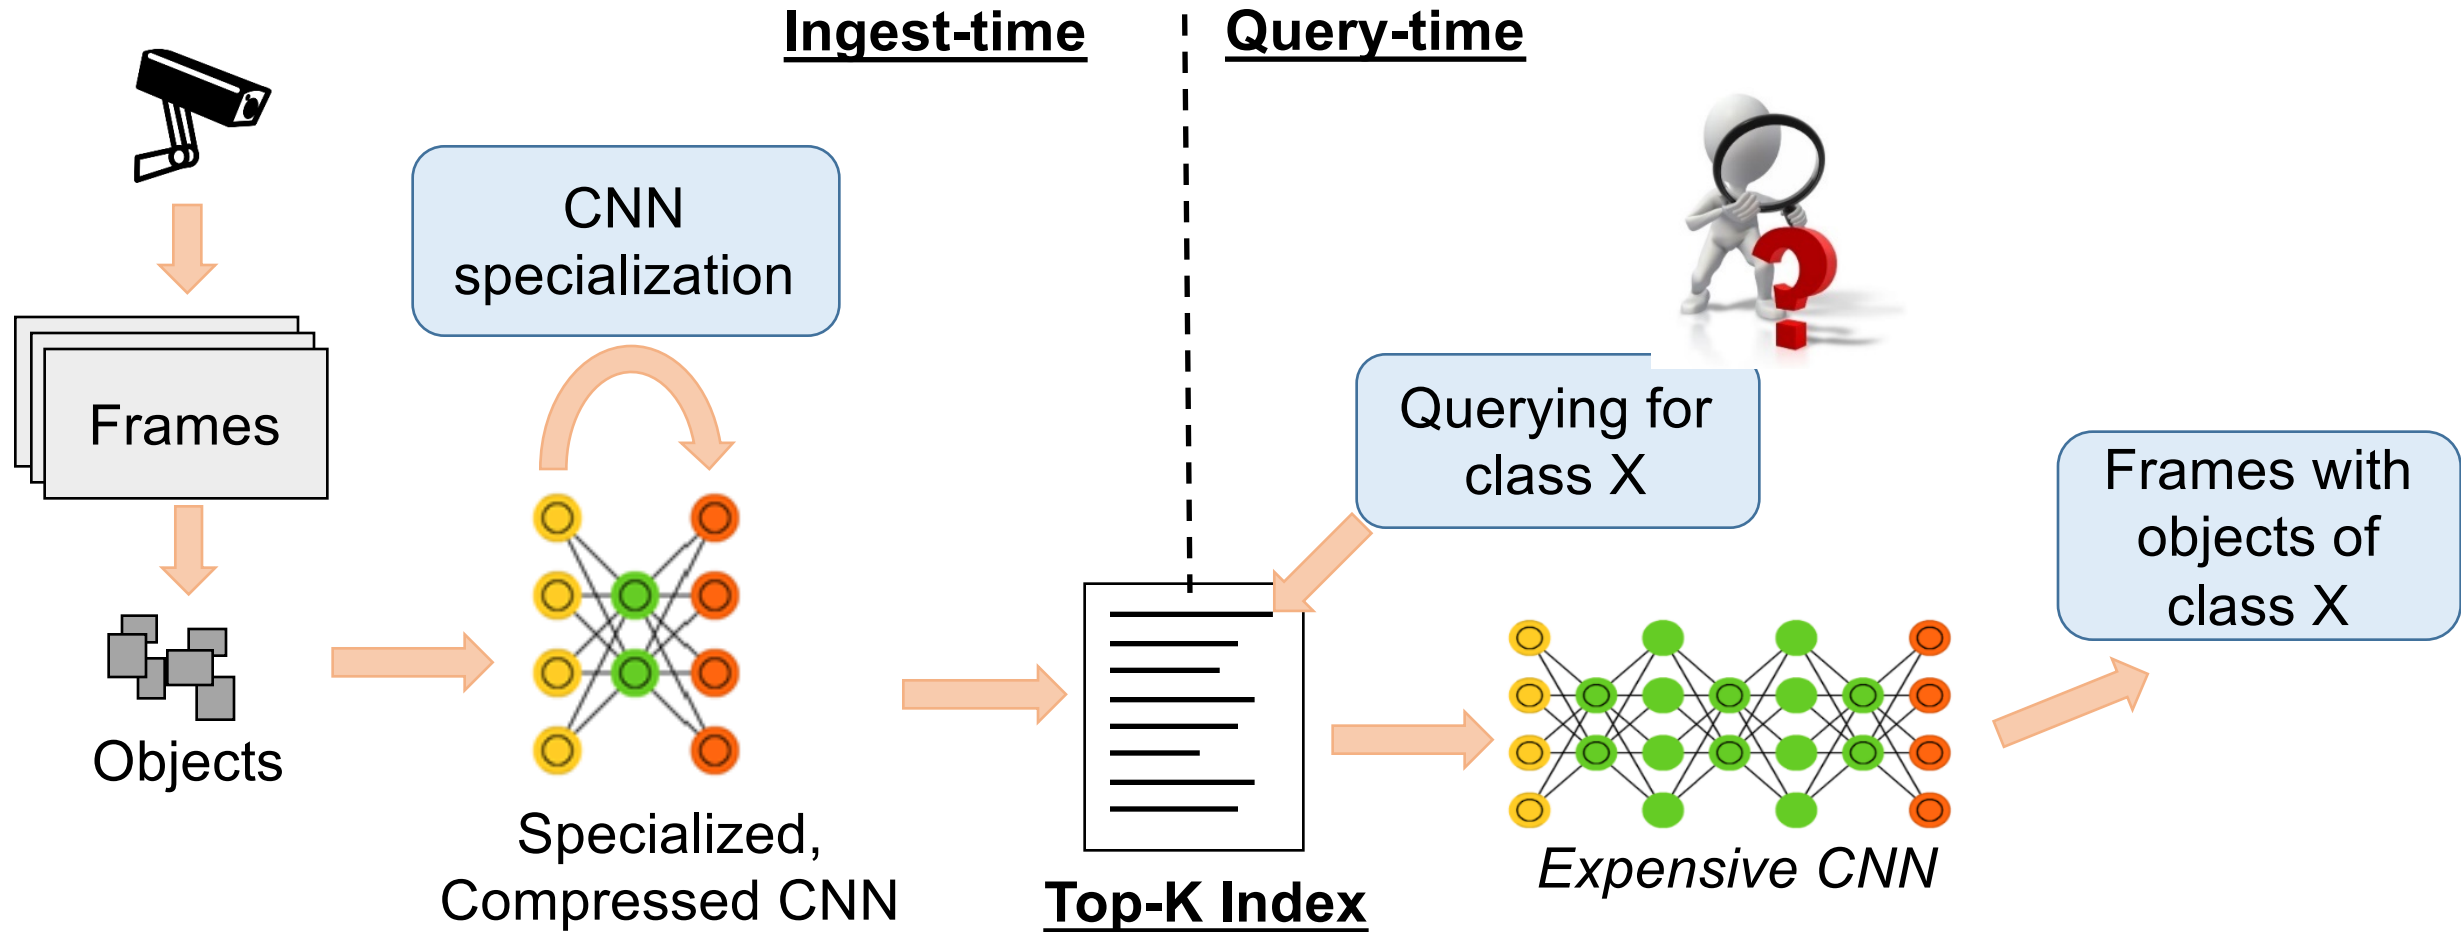 Ingest-time
Query-time
CNN
specialization
Frames
Objects
Specialized,
Compressed CNN
Top-K Index
Querying for
class X
Expensive CNN
Frames with
objects of
class X